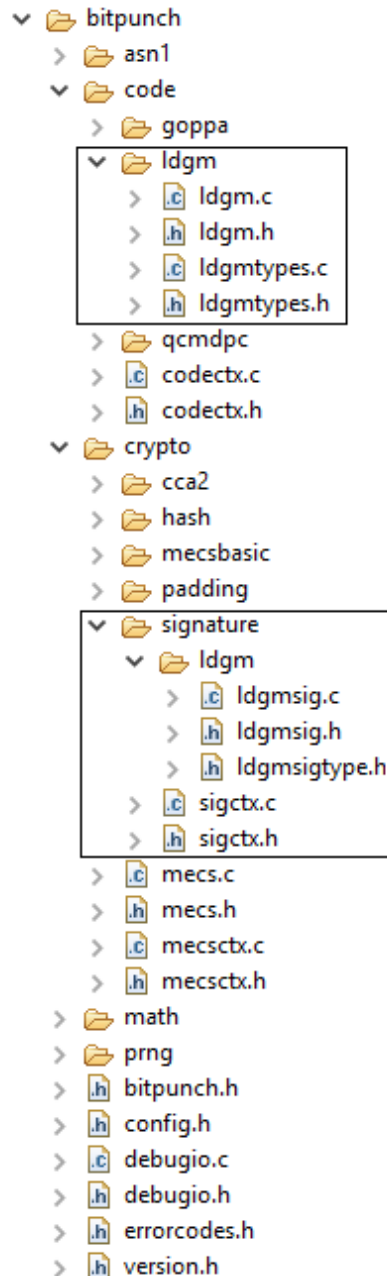 bitpunch
asn1
code
goppa
ldgm
.c ldgm.c
.h ldgm.h
.c ldgmtypes.c
.h ldgmtypes.h
qcmdpc
.c codectx.c
.h codectx.h
crypto
cca2
hash
mecsbasic
padding
signature
ldgm
.c ldgmsig.c
.h ldgmsig.h
.h ldgmsigtype.h
.c sigctx.c
.h sigctx.h
.c mecs.c
.h mecs.h
.c mecsctx.c
.h mecsctx.h
math
prng
.h bitpunch.h
.h config.h
.c debugio.c
.h debugio.h
.h errorcodes.h
.h version.h